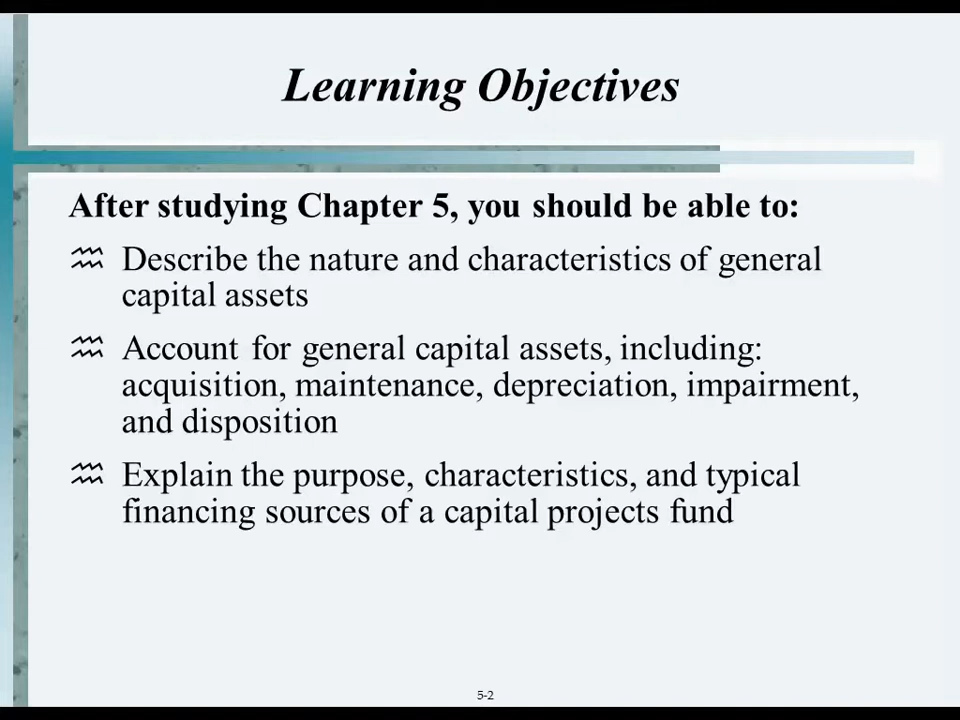 Learning Objectives
After studying Chapter 5, you should be able to:
Describe the nature and characteristics of general
capital assets
Account for general capital assets, including:
acquisition, maintenance, depreciation, impairment,
and disposition
Explain the purpose, characteristics, and typical
financing sources of a capital projects fund
5-2